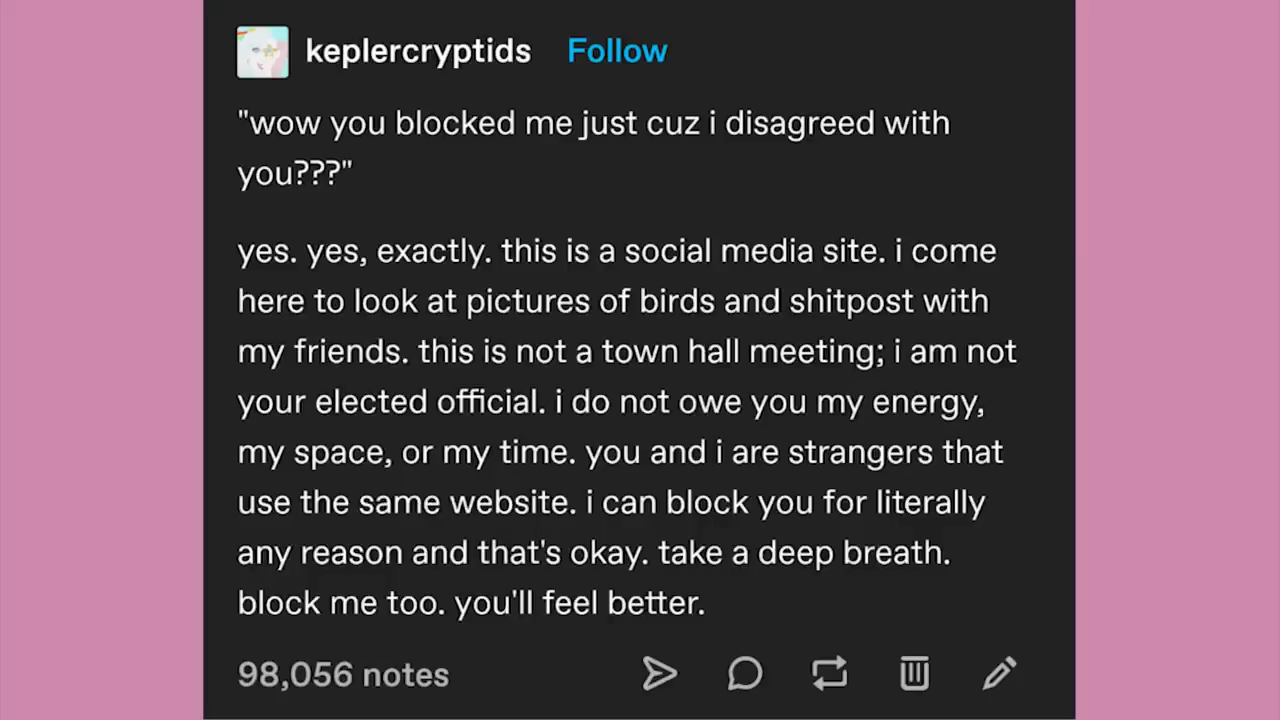 keplercryptids Follow
"wow you blocked me just cuz i disagreed with
you???"
yes. yes, exactly. this is a social media site. i come
here to look at pictures of birds and shitpost with
my friends. this is not a town hall meeting; i am not
your elected official. i do not owe you my energy,
my space, or my time. you and i are strangers that
use the same website. i can block you for literally
any reason and that's okay. take a deep breath.
block me too. you'll feel better.
98,056 notes